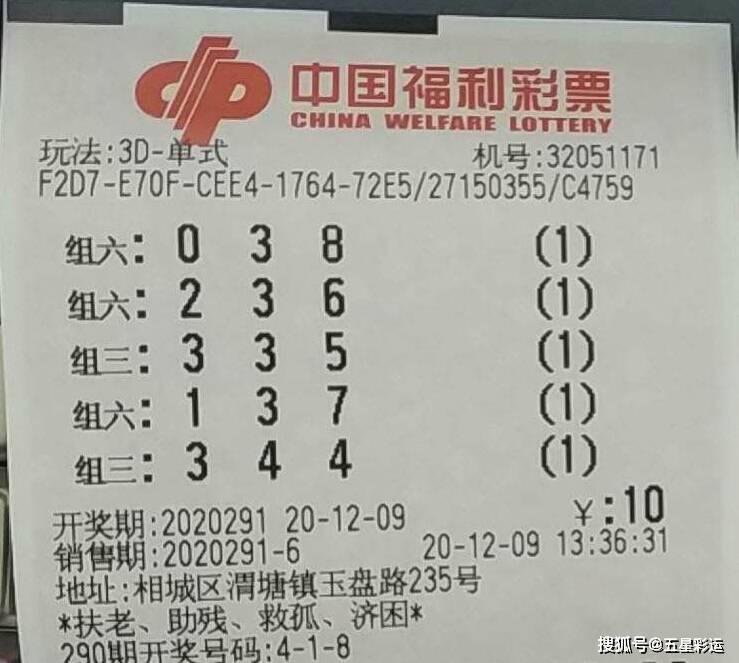 中国福利彩票
CHINA WELFARE LOTTERY
玩法:3D-单式 机号:32051171
F2D7-E70F-CEE4-1764-72E5/27150355/C4759
组六: 0 3 8 (1)
组六: 2 3 6 (1)
组三: 3 3 5 (1)
组六: 1 3 7 (1)
组三: 3 4 4 (1)
¥:10
开奖期:2020291 20-12-09
销售期:2020291-6 20-12-09 13:36:31
地址:相城区渭塘镇玉盘路235号
*扶老、助残、救孤、济困*
290期开奖号码:4-1-8
搜狐号@五星彩运